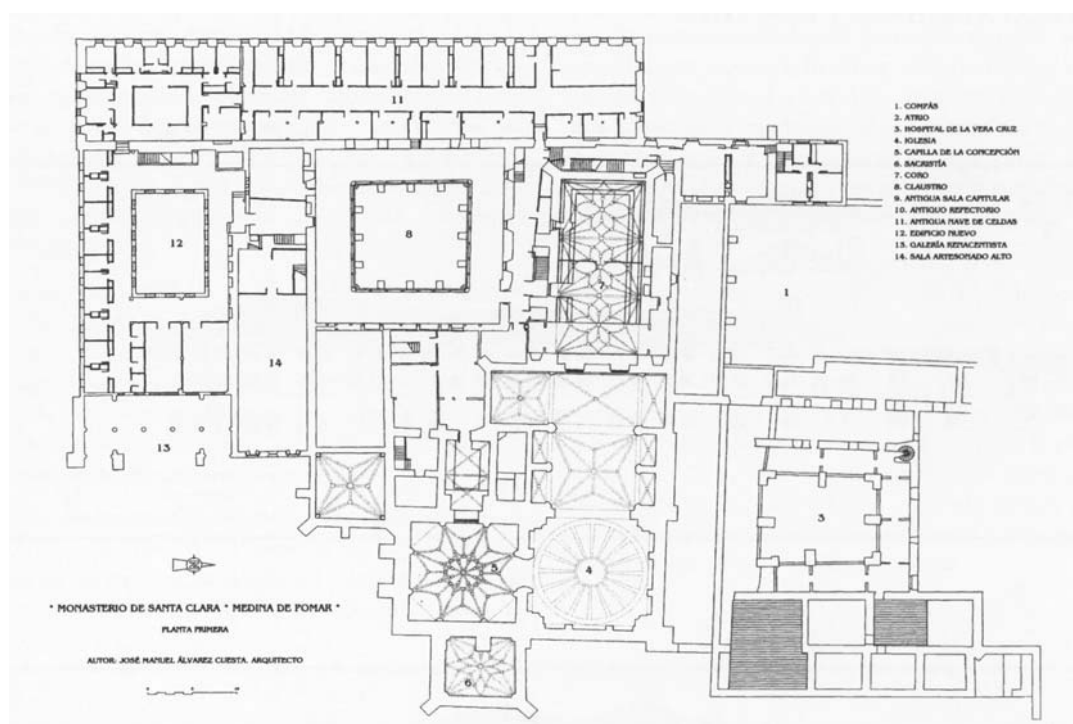 11
12
8
7
14
13
1
3
5
4
6
1. COMPÁS
2. ATRIO
3. HOSPITAL DE LA VERA CRUZ
4. IGLESIA
5. CAPILLA DE LA CONCEPCIÓN
6. SACRISTÍA
7. CORO
8. CLAUSTRO
9. ANTIGUA SALA CAPITULAR
10. ANTIGUO REFECTORIO
11. ANTIGUA NAVE DE CELDAS
12. EDIFICIO NUEVO
13. GALERÍA RENACENTISTA
14. SALA ARTESONADO ALTO
* MONASTERIO DE SANTA CLARA * MEDINA DE POMAR *
PLANTA PRIMERA
AUTOR: JOSÉ MANUEL ÁLVAREZ CUESTA. ARQUITECTO